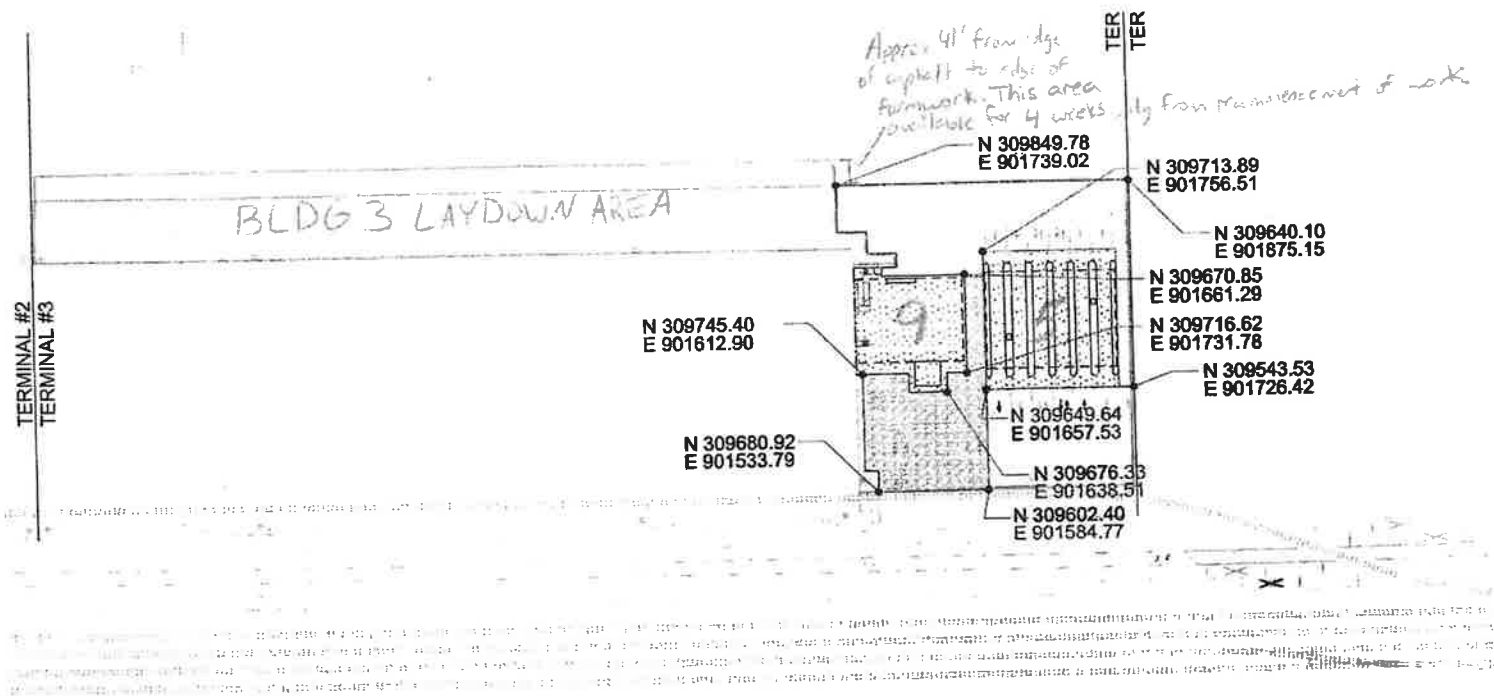 TER
TER
Approx 41' from edge
of asphalt to edge of
formwork. This area
available for 4 weeks only from commencement of work
N 309849.78
E 901739.02
N 309713.89
E 901756.51
BLDG 3 LAYDOWN AREA
N 309640.10
E 901875.15
N 309670.85
E 901661.29
9
N 309745.40
E 901612.90
N 309716.62
E 901731.78
TERMINAL #2
TERMINAL #3
N 309543.53
E 901726.42
N 309649.64
E 901657.53
N 309680.92
E 901533.79
N 309676.33
E 901638.51
N 309602.40
E 901584.77